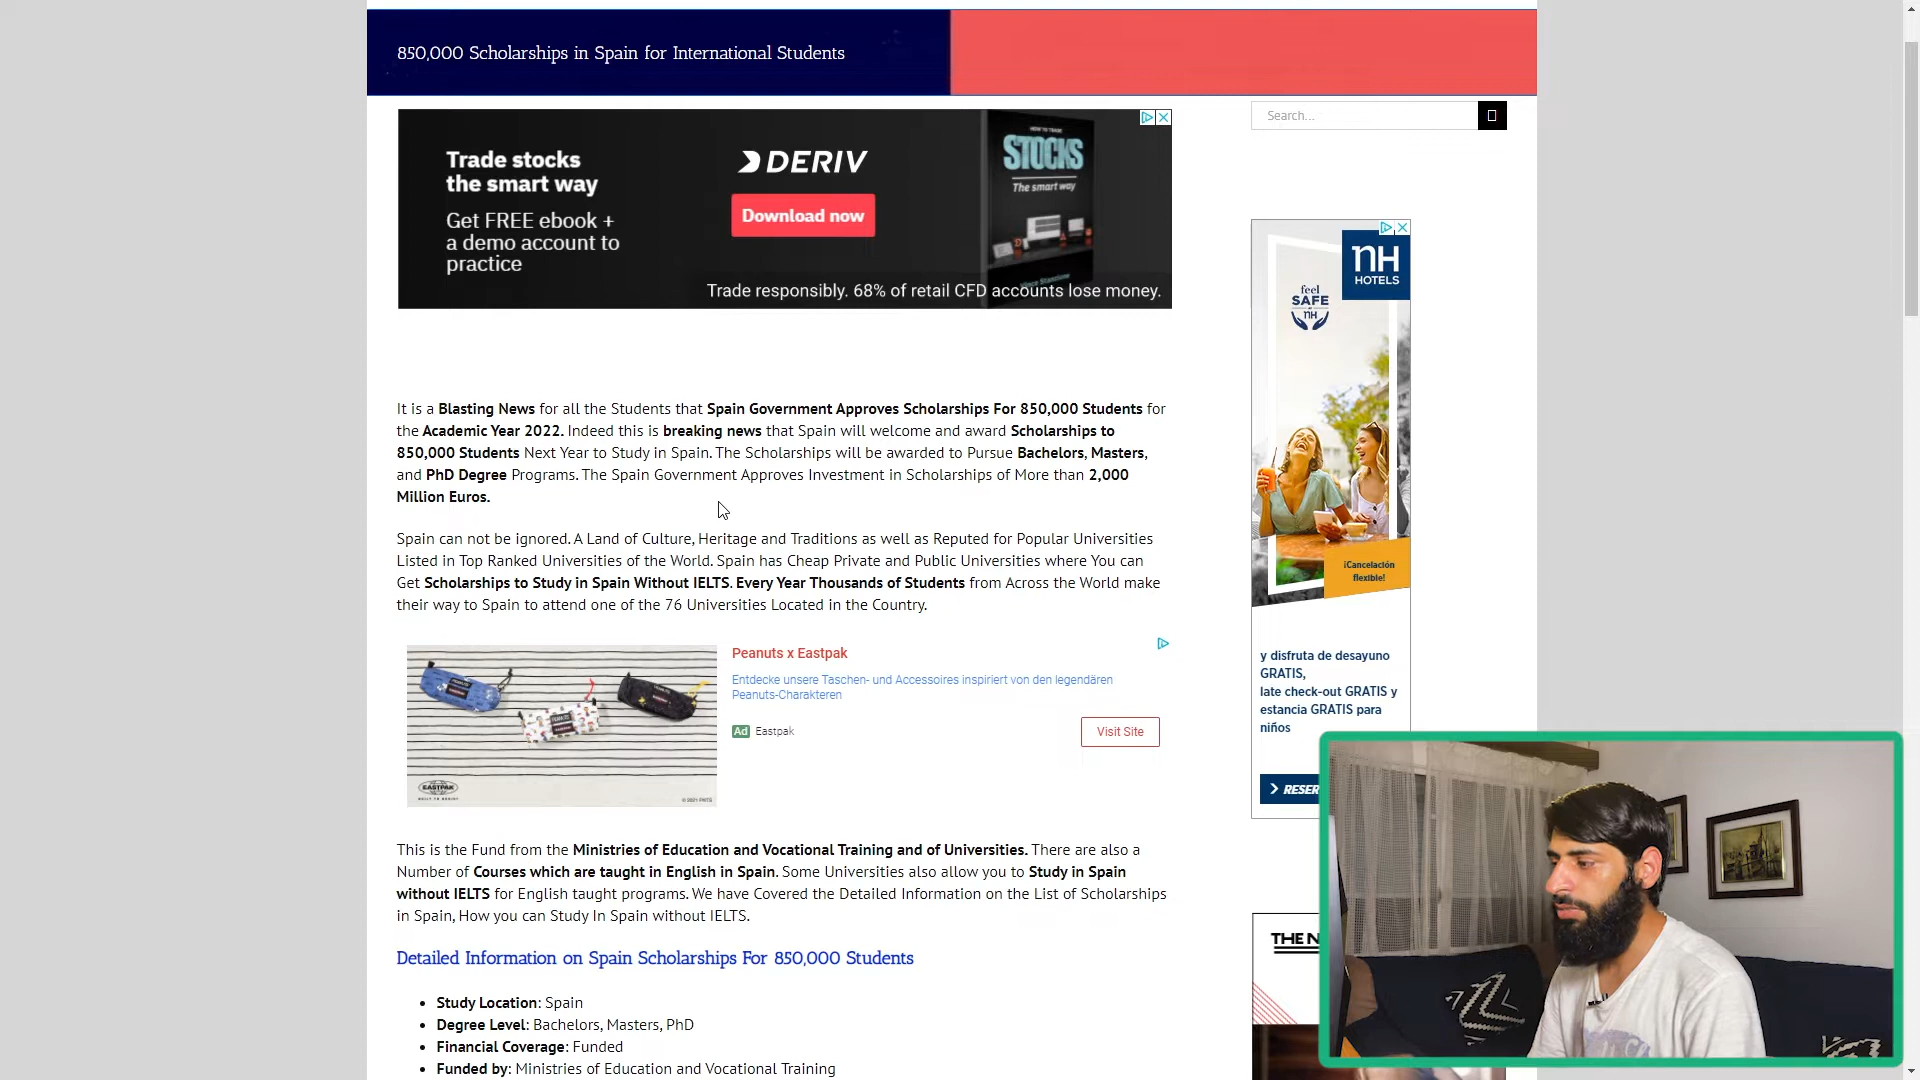 850,000 Scholarships in Spain for International Students
Search...
Trade stocks
the smart way
Get FREE ebook +
a demo account to
practice
DERIV
Download now
HOW TO TRADE
STOCKS
The smart way
Trade responsibly. 68% of retail CFD accounts lose money.
nH
HOTELS
feel
SAFE
at
nH
¡Cancelación
flexible!
y disfruta de desayuno
GRATIS,
late check-out GRATIS y
estancia GRATIS para
niños
RESER
THE N
It is a Blasting News for all the Students that Spain Government Approves Scholarships For 850,000 Students for
the Academic Year 2022. Indeed this is breaking news that Spain will welcome and award Scholarships to
850,000 Students Next Year to Study in Spain. The Scholarships will be awarded to Pursue Bachelors, Masters,
and PhD Degree Programs. The Spain Government Approves Investment in Scholarships of More than 2,000
Million Euros.
Spain can not be ignored. A Land of Culture, Heritage and Traditions as well as Reputed for Popular Universities
Listed in Top Ranked Universities of the World. Spain has Cheap Private and Public Universities where You can
Get Scholarships to Study in Spain Without IELTS. Every Year Thousands of Students from Across the World make
their way to Spain to attend one of the 76 Universities Located in the Country.
EASTPAK
Peanuts x Eastpak
Entdecke unsere Taschen- und Accessoires inspiriert von den legendären
Peanuts-Charakteren
Ad Eastpak
Visit Site
This is the Fund from the Ministries of Education and Vocational Training and of Universities. There are also a
Number of Courses which are taught in English in Spain. Some Universities also allow you to Study in Spain
without IELTS for English taught programs. We have Covered the Detailed Information on the List of Scholarships
in Spain, How you can Study In Spain without IELTS.
Detailed Information on Spain Scholarships For 850,000 Students
• Study Location: Spain
• Degree Level: Bachelors, Masters, PhD
• Financial Coverage: Funded
• Funded by: Ministries of Education and Vocational Training